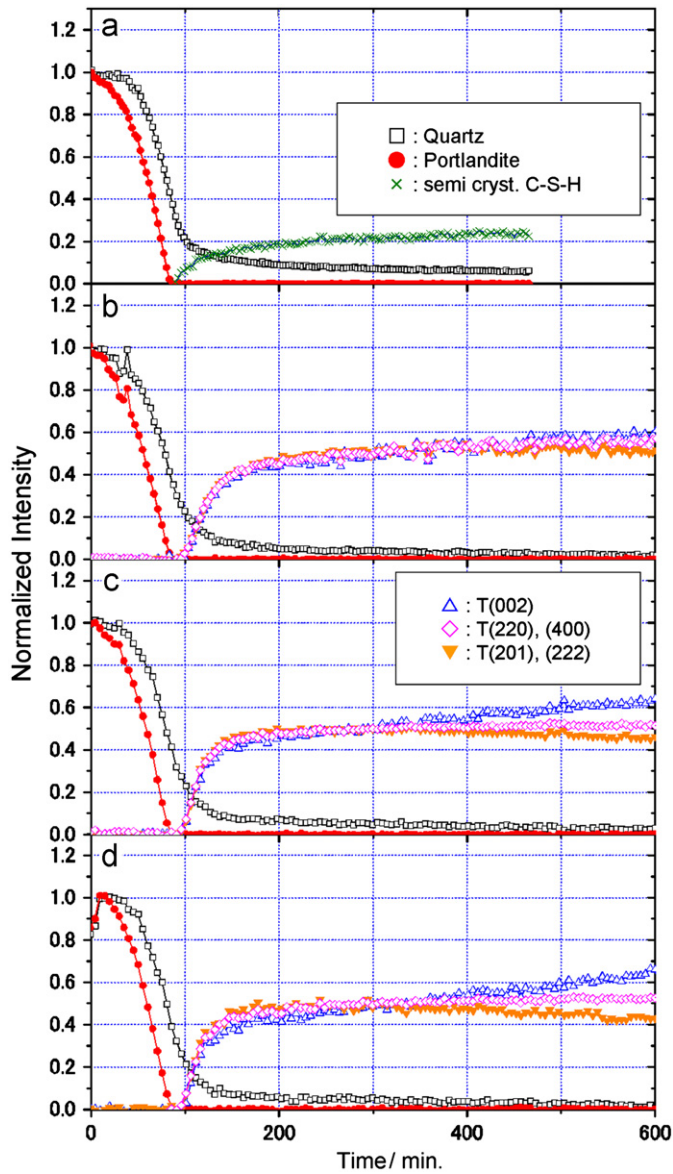 a
1.2
1.0
0.8
0.6
0.4
0.2
0.0
: Quartz
: Portlandite
: semi cryst. C-S-H
b
1.2
1.0
0.8
0.6
0.4
0.2
0.0
Normalized Intensity
c
1.2
1.0
0.8
0.6
0.4
0.2
0.0
: T(002)
: T(220), (400)
: T(201), (222)
d
1.2
1.0
0.8
0.6
0.4
0.2
0.0
0 200 400 600
Time/ min.